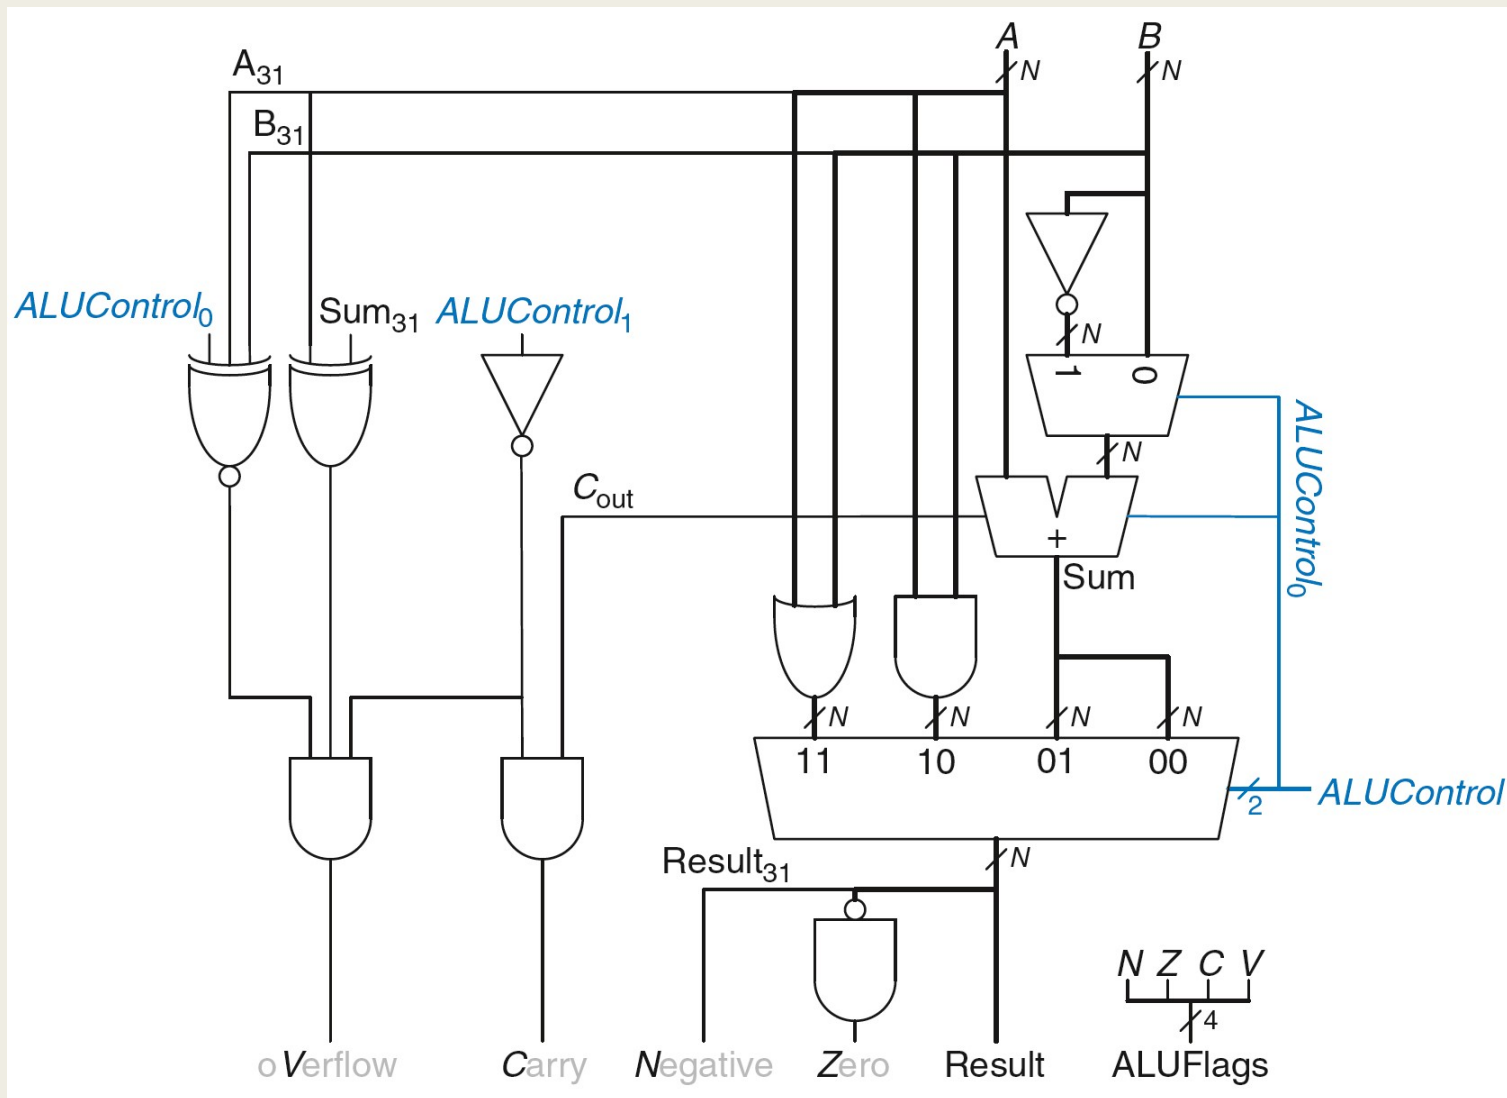 A B
A31 N N
B31
ALUControl0 Sum31 ALUControl1
N
1 0
ALUControl0
N
Cout
+
Sum
N N N N
11 10 01 00
2 ALUControl
Result31 N
N Z C V
4
oVerflow Carry Negative Zero Result ALUFlags